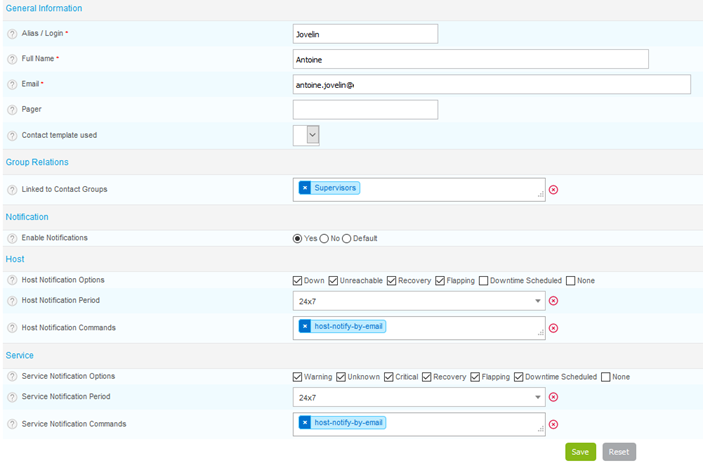 General Information
? Alias / Login * Jovelin
? Full Name * Antoine
? Email * antoine.jovelin@
? Pager
? Contact template used
Group Relations
? Linked to Contact Groups × Supervisors
Notification
? Enable Notifications Yes No Default
Host
? Host Notification Options Down Unreachable Recovery Flapping Downtime Scheduled None
? Host Notification Period 24x7
? Host Notification Commands × host-notify-by-email
Service
? Service Notification Options Warning Unknown Critical Recovery Flapping Downtime Scheduled None
? Service Notification Period 24x7
? Service Notification Commands × host-notify-by-email
Save Reset